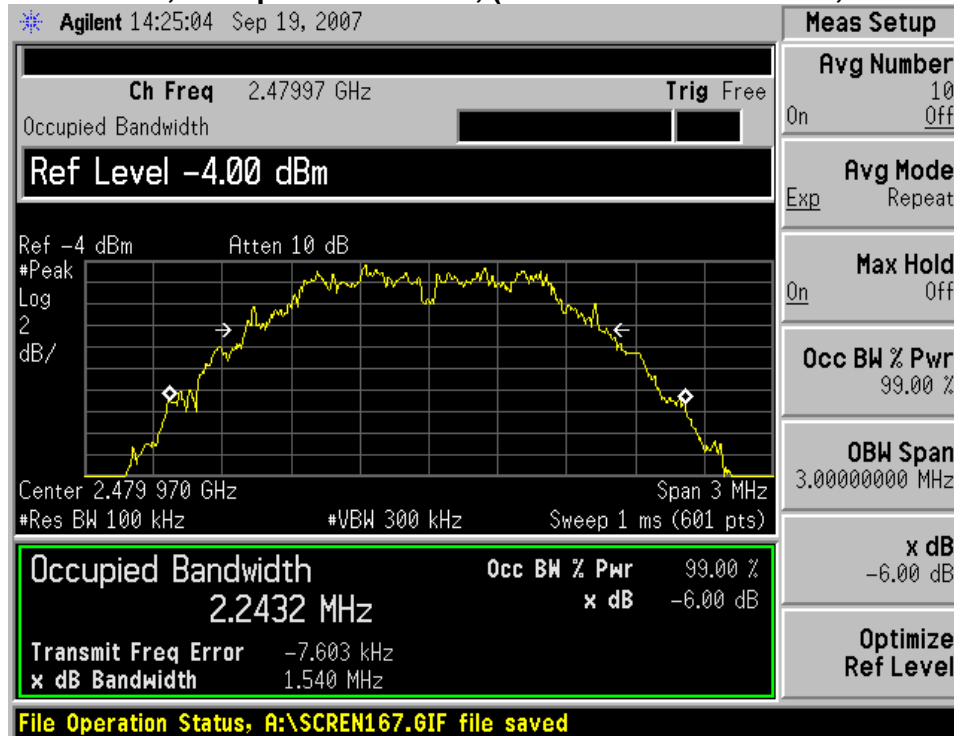 Agilent 14:25:04 Sep 19, 2007
Meas Setup
Ch Freq 2.47997 GHz Trig Free
Occupied Bandwidth
Ref Level -4.00 dBm
Ref -4 dBm Atten 10 dB
#Peak
Log
2
dB/
Center 2.479 970 GHz Span 3 MHz
#Res BW 100 kHz #VBW 300 kHz Sweep 1 ms (601 pts)
Occupied Bandwidth
2.2432 MHz
Occ BW % Pwr 99.00 %
x dB -6.00 dB
Transmit Freq Error -7.603 kHz
x dB Bandwidth 1.540 MHz
File Operation Status, A:\SCREN167.GIF file saved
Avg Number
10
On Off
Avg Mode
Exp Repeat
Max Hold
On Off
Occ BW % Pwr
99.00 %
OBW Span
3.00000000 MHz
x dB
-6.00 dB
Optimize
Ref Level